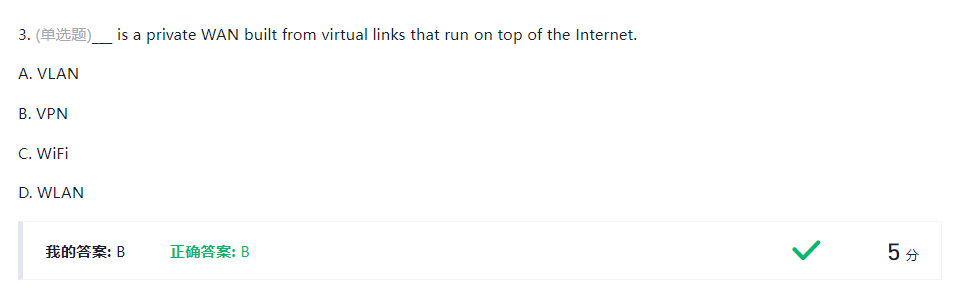 3. (单选题)___ is a private WAN built from virtual links that run on top of the Internet.
A. VLAN
B. VPN
C. WiFi
D. WLAN
我的答案: B 正确答案: B 5 分